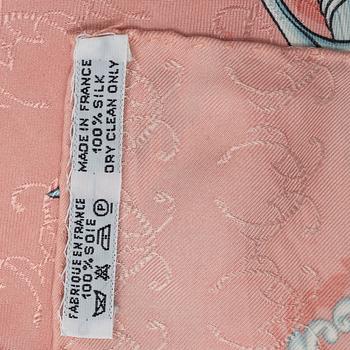 MADE IN FRANCE
100% SILK
DRY CLEAN ONLY
FABRIQUE EN FRANCE
100% SOIE
P